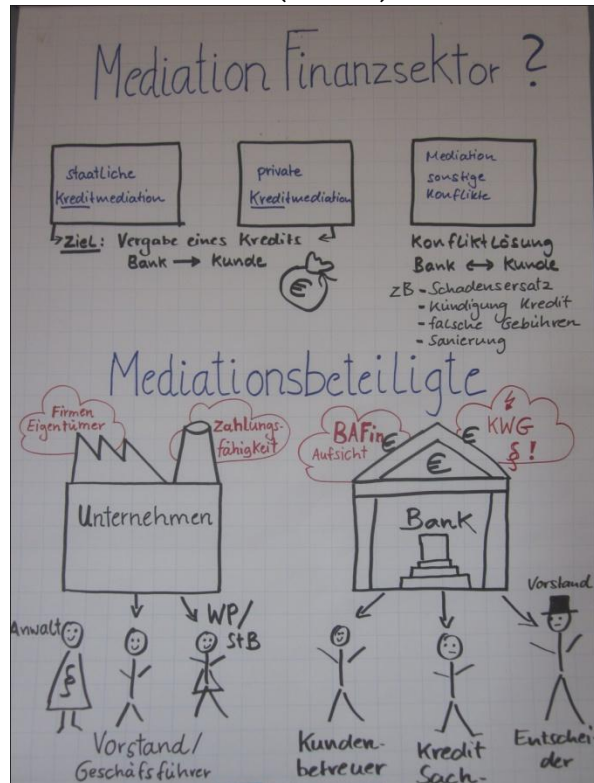 Mediation Finanzsektor ?
staatliche
Kreditmediation
private
Kreditmediation
Mediation
sonstige
Konflikte
Ziel: Vergabe eines Kredits
Bank → Kunde
€
Konfliktlösung
Bank ↔ Kunde
zB - Schadensersatz
- Kündigung Kredit
- falsche Gebühren
- Sanierung
Mediationsbeteiligte
Firmen
Eigentümer
Zahlungs-
fähigkeit
BAFin
Aufsicht
€
€
KWG
§ !
€
Unternehmen
Bank
Anwalt
§
WP/
StB
Vorstand
Vorstand/
Geschäfsführer
Kunden-
betreuer
Kredit
Sach-
Entschei
der